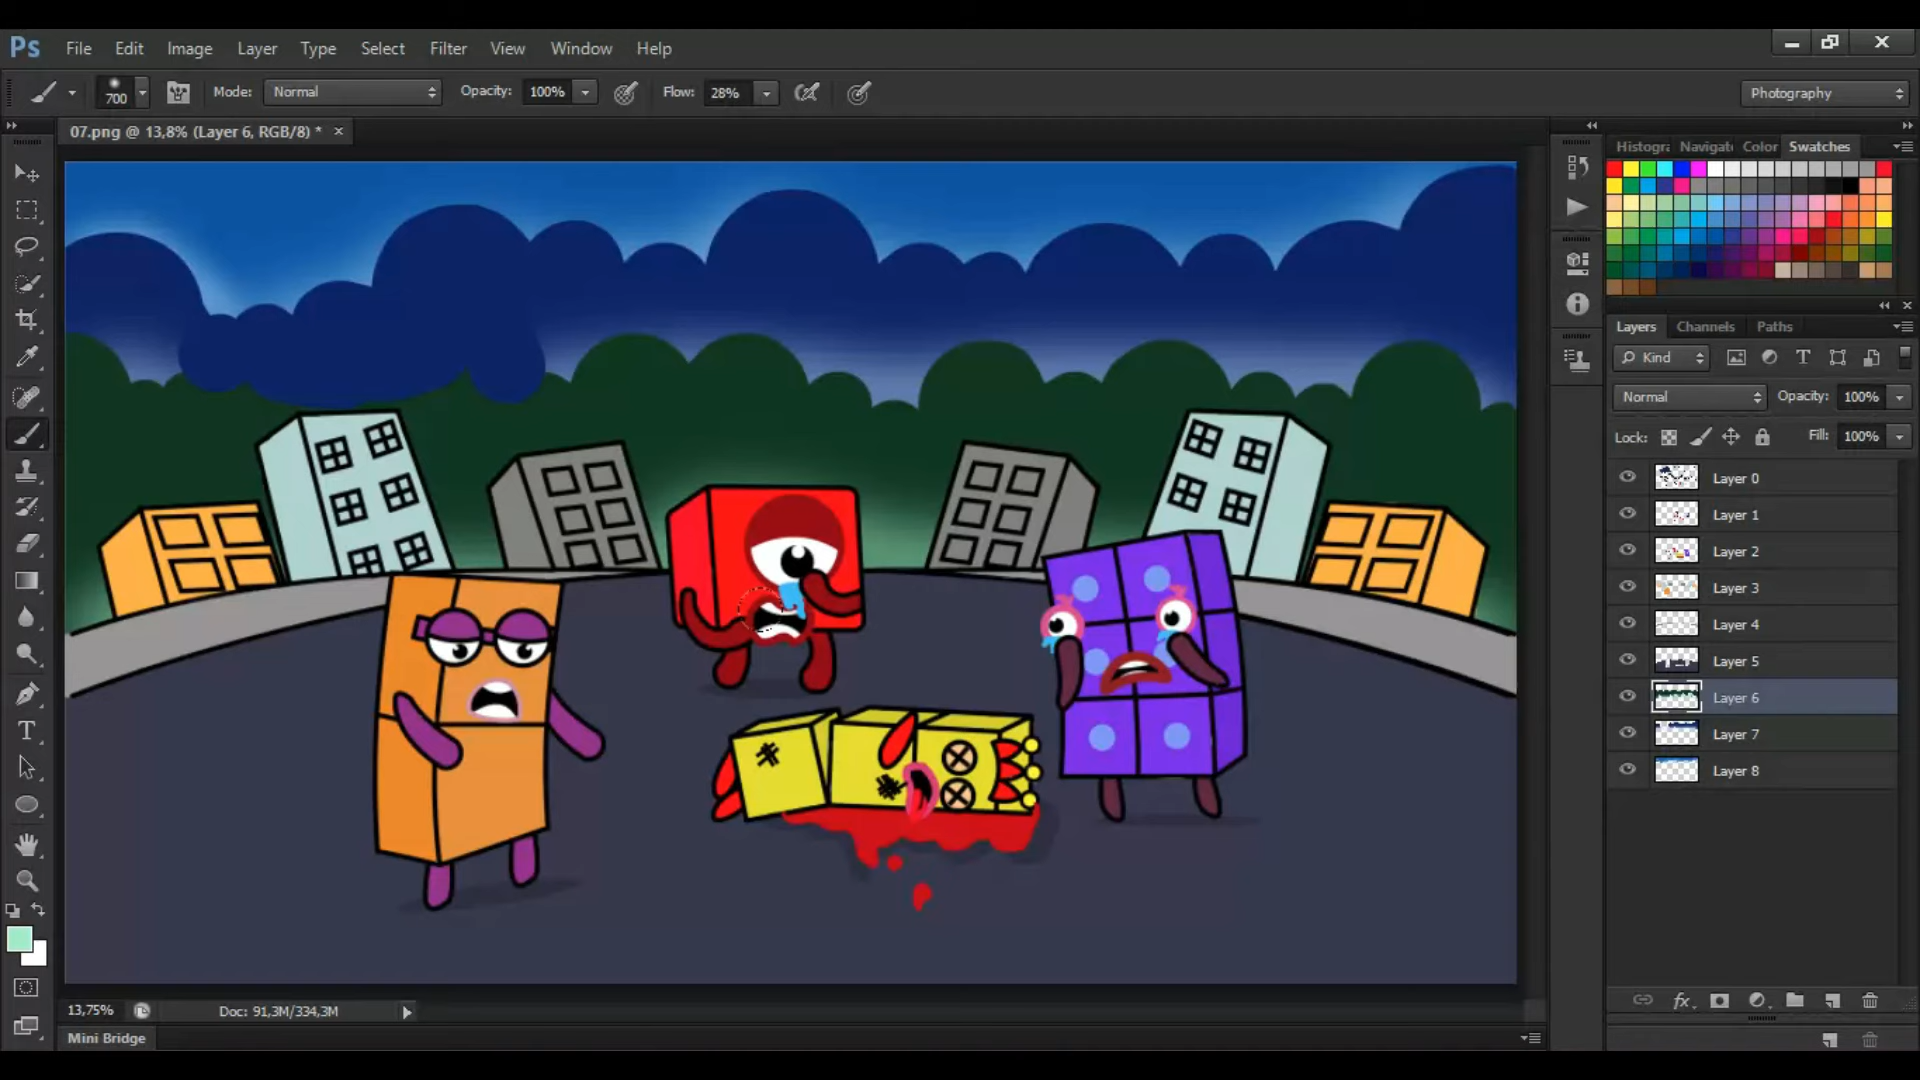 Ps File Edit Image Layer Type Select Filter View Window Help
700 Mode: Normal Opacity: 100% Flow: 28% Photography
07.png @ 13,8% (Layer 6, RGB/8) * ×
Histogra Navigate Color Swatches
Layers Channels Paths
Kind
Normal Opacity: 100%
Lock: Fill: 100%
Layer 0
Layer 1
Layer 2
Layer 3
Layer 4
Layer 5
Layer 6
Layer 7
Layer 8
13,75% Doc: 91,3M/334,3M
Mini Bridge